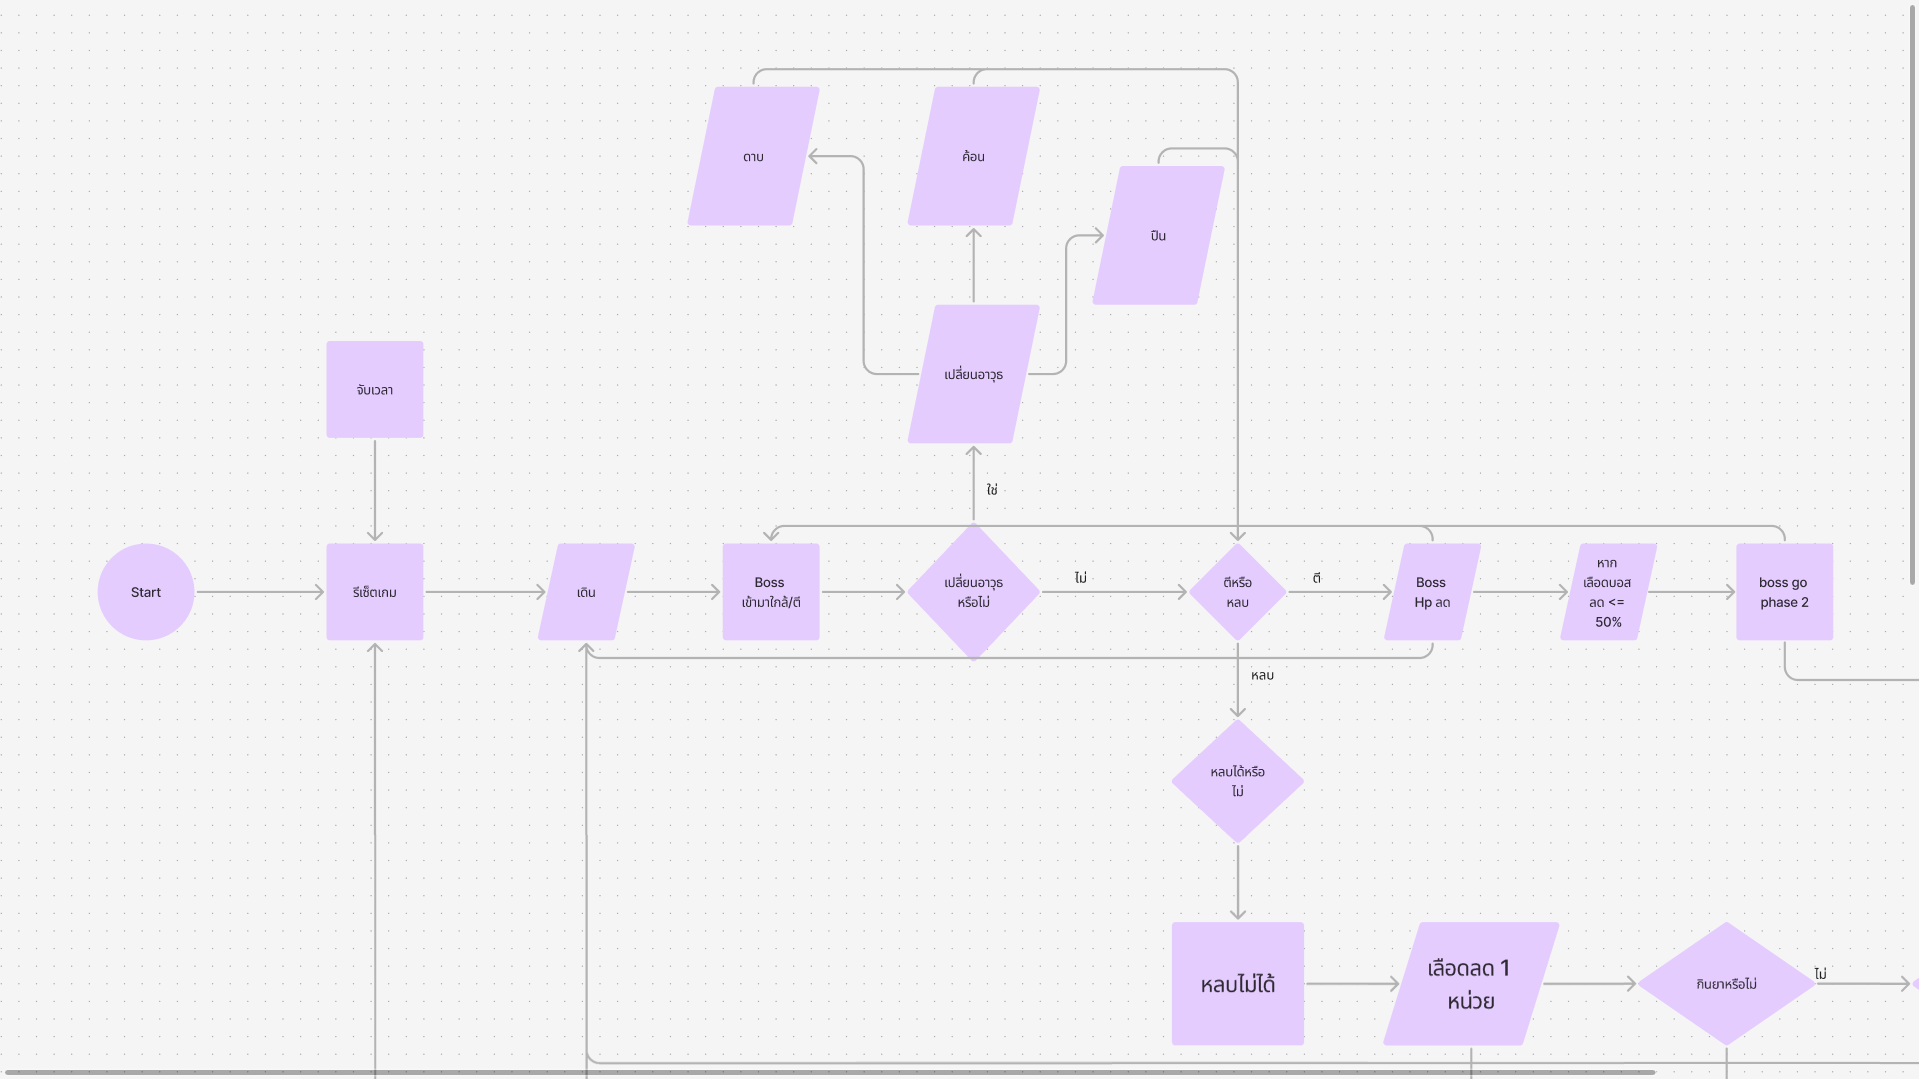 ดาบ
ค้อน
ปืน
เปลี่ยนอาวุธ
จับเวลา
ใช่
Start
รีเซ็ตเกม
เดิน
Boss
เข้ามาใกล้/ตี
เปลี่ยนอาวุธ
หรือไม่
ไม่
ตีหรือ
หลบ
ตี
Boss
Hp ลด
หาก
เลือดบอส
ลด <=
50%
boss go
phase 2
หลบ
หลบได้หรือ
ไม่
หลบไม่ได้
เลือดลด 1
หน่วย
กินยาหรือไม่
ไม่